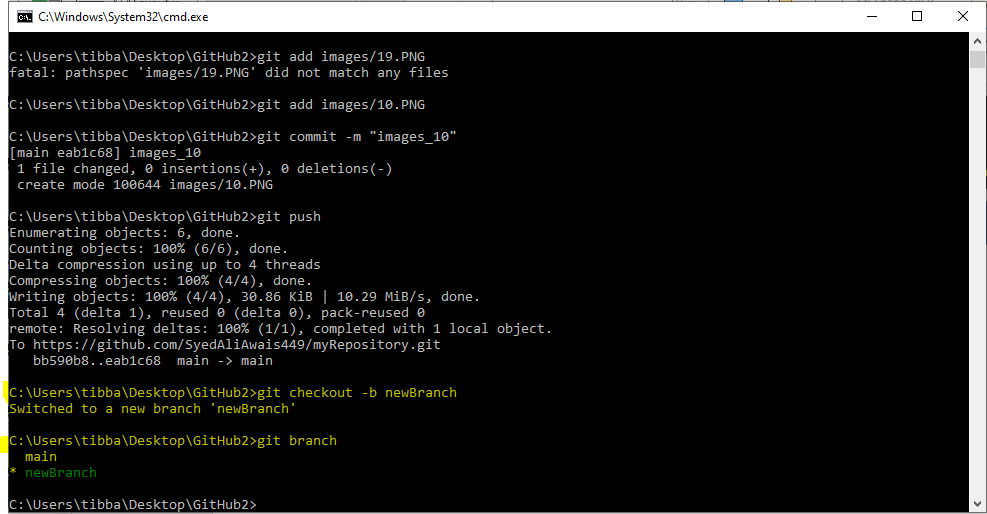 C:\Windows\System32\cmd.exe
C:\Users\tibba\Desktop\GitHub2>git add images/19.PNG
fatal: pathspec 'images/19.PNG' did not match any files
C:\Users\tibba\Desktop\GitHub2>git add images/10.PNG
C:\Users\tibba\Desktop\GitHub2>git commit -m "images_10"
[main eab1c68] images_10
 1 file changed, 0 insertions(+), 0 deletions(-)
 create mode 100644 images/10.PNG
C:\Users\tibba\Desktop\GitHub2>git push
Enumerating objects: 6, done.
Counting objects: 100% (6/6), done.
Delta compression using up to 4 threads
Compressing objects: 100% (4/4), done.
Writing objects: 100% (4/4), 30.86 KiB | 10.29 MiB/s, done.
Total 4 (delta 1), reused 0 (delta 0), pack-reused 0
remote: Resolving deltas: 100% (1/1), completed with 1 local object.
To https://github.com/SyedAliAwais449/myRepository.git
   bb590b8..eab1c68  main -> main
C:\Users\tibba\Desktop\GitHub2>git checkout -b newBranch
Switched to a new branch 'newBranch'
C:\Users\tibba\Desktop\GitHub2>git branch
  main
* newBranch
C:\Users\tibba\Desktop\GitHub2>